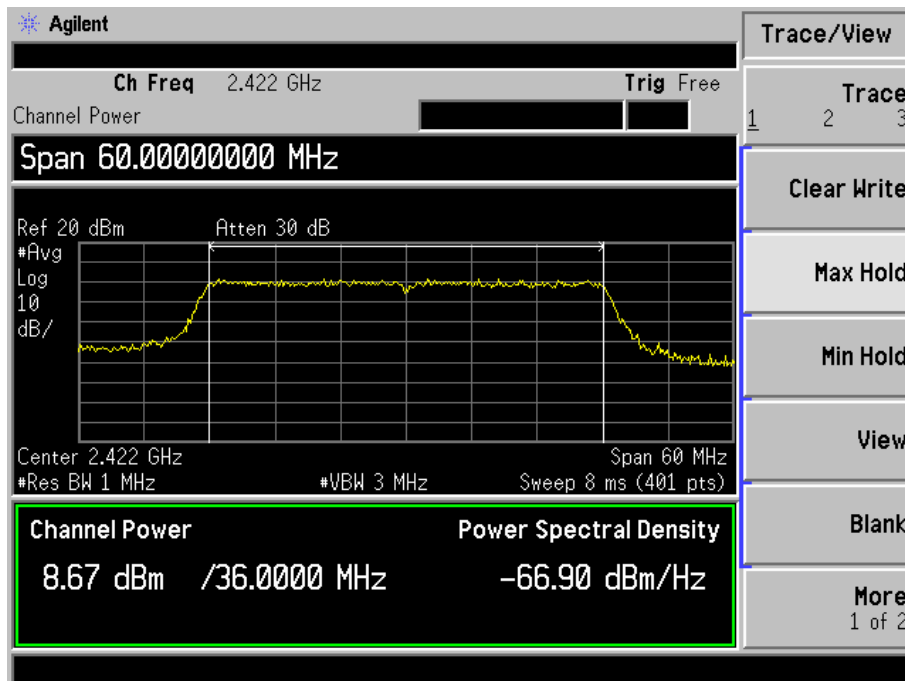 Agilent
Trace/View
Ch Freq 2.422 GHz Trig Free
Channel Power
Trace
1 2 3
Span 60.00000000 MHz
Clear Write
Ref 20 dBm Atten 30 dB
#Avg
Log
10
dB/
Max Hold
Min Hold
View
Center 2.422 GHz Span 60 MHz
#Res BW 1 MHz #VBW 3 MHz Sweep 8 ms (401 pts)
Blank
Channel Power Power Spectral Density
8.67 dBm /36.0000 MHz -66.90 dBm/Hz
More
1 of 2